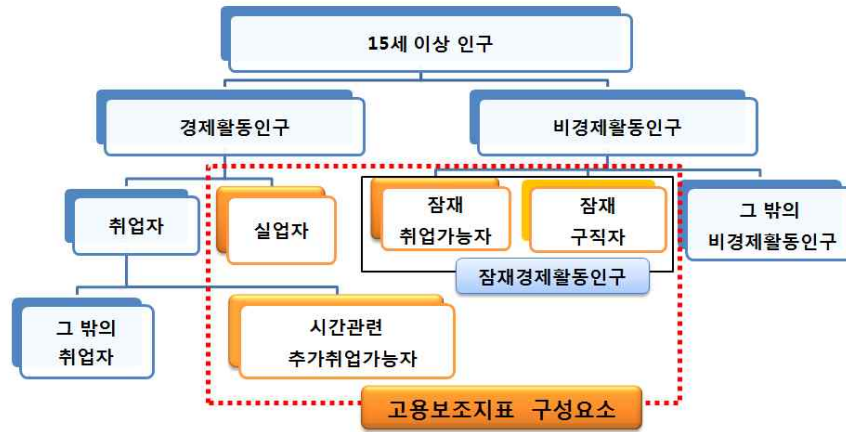 15세 이상 인구
경제활동인구
비경제활동인구
취업자
실업자
잠재
취업가능자
잠재
구직자
그 밖의
비경제활동인구
잠재경제활동인구
그 밖의
취업자
시간관련
추가취업가능자
고용보조지표 구성요소